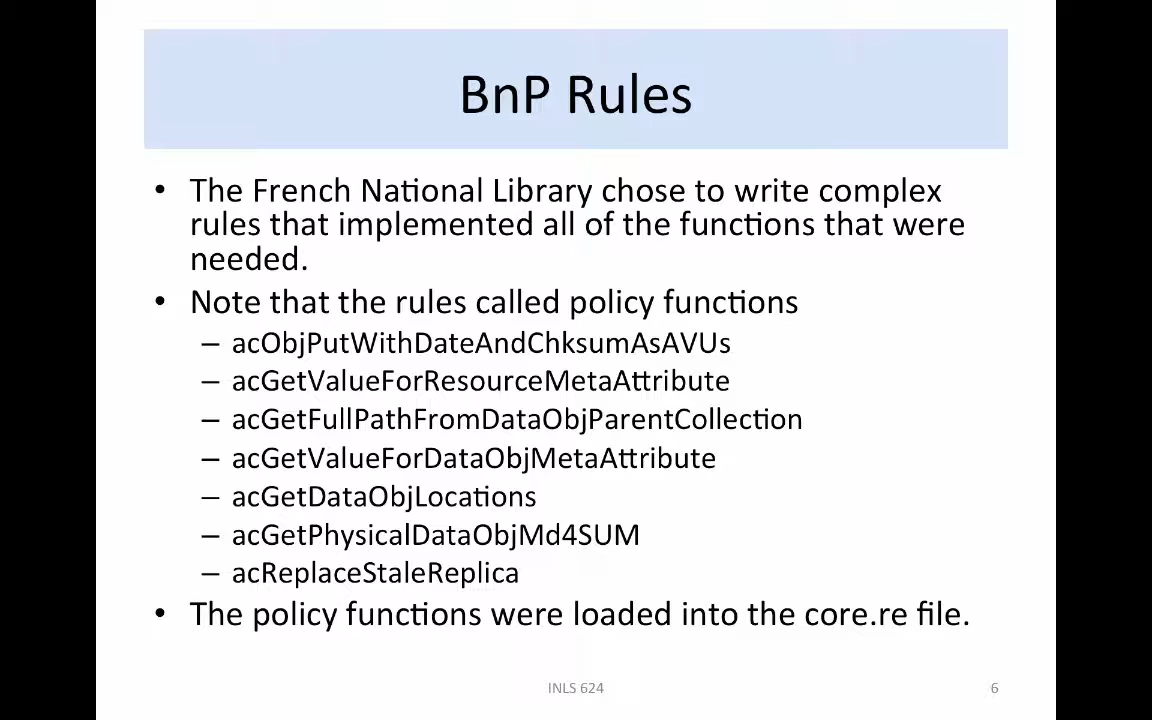 BnP Rules
• The French National Library chose to write complex
rules that implemented all of the functions that were
needed.
• Note that the rules called policy functions
– acObjPutWithDateAndChksumAsAVUs
– acGetValueForResourceMetaAttribute
– acGetFullPathFromDataObjParentCollection
– acGetValueForDataObjMetaAttribute
– acGetDataObjLocations
– acGetPhysicalDataObjMd4SUM
– acReplaceStaleReplica
• The policy functions were loaded into the core.re file.
INLS 624
6